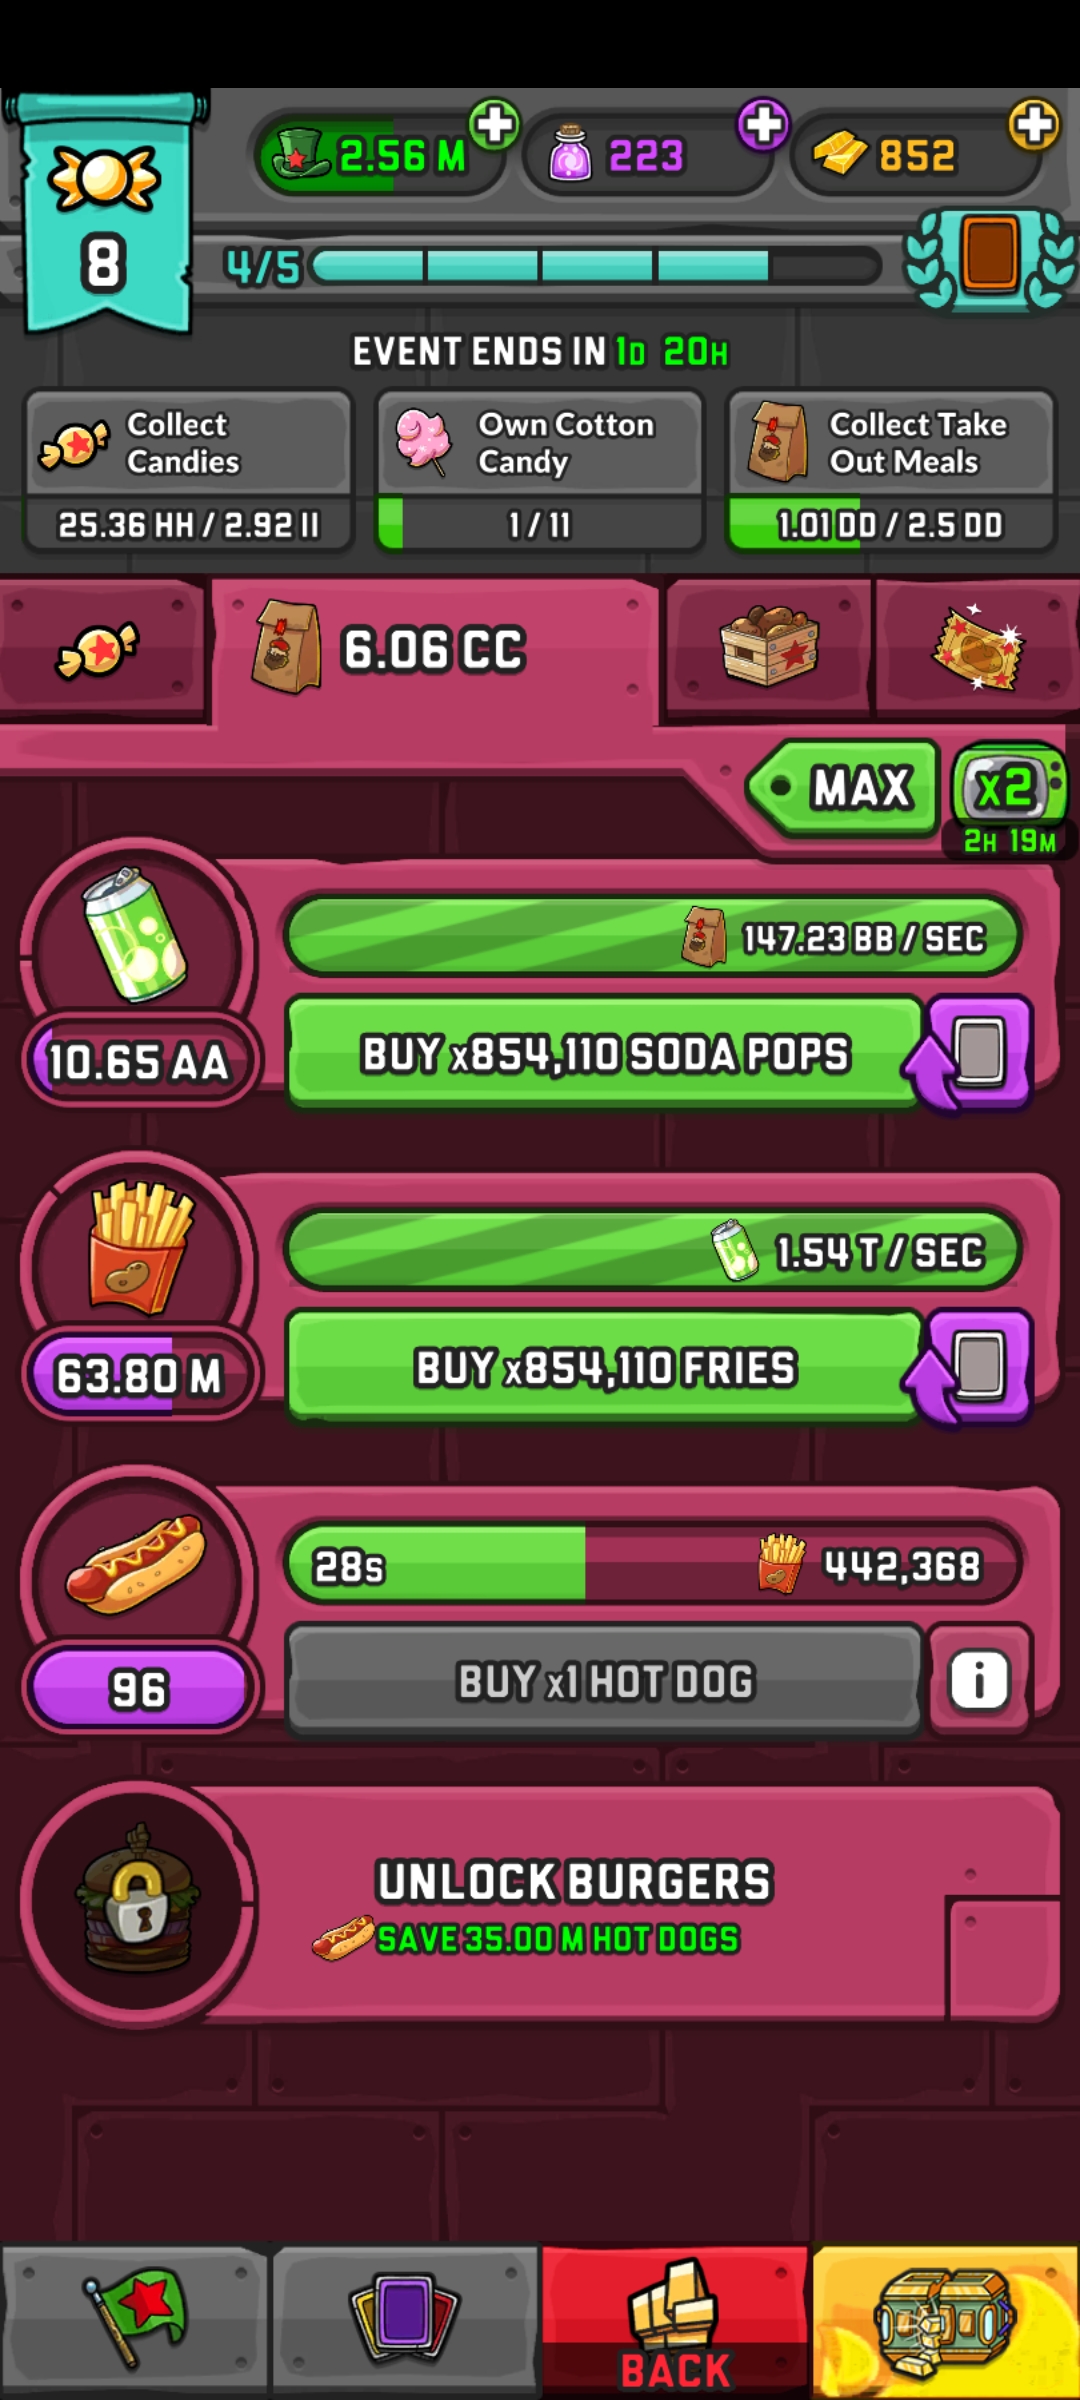 2.56 M
223
852
8
4/5
EVENT ENDS IN 1D 20H
Collect
Candies
25.36 HH / 2.92 II
Own Cotton
Candy
1 / 11
Collect Take
Out Meals
1.01 DD / 2.5 DD
6.06 CC
MAX
x2
2H 19M
147.23 BB / SEC
10.65 AA
BUY x854,110 SODA POPS
1.54 T / SEC
63.80 M
BUY x854,110 FRIES
28s
442,368
96
BUY x1 HOT DOG
i
UNLOCK BURGERS
SAVE 35.00 M HOT DOGS
BACK